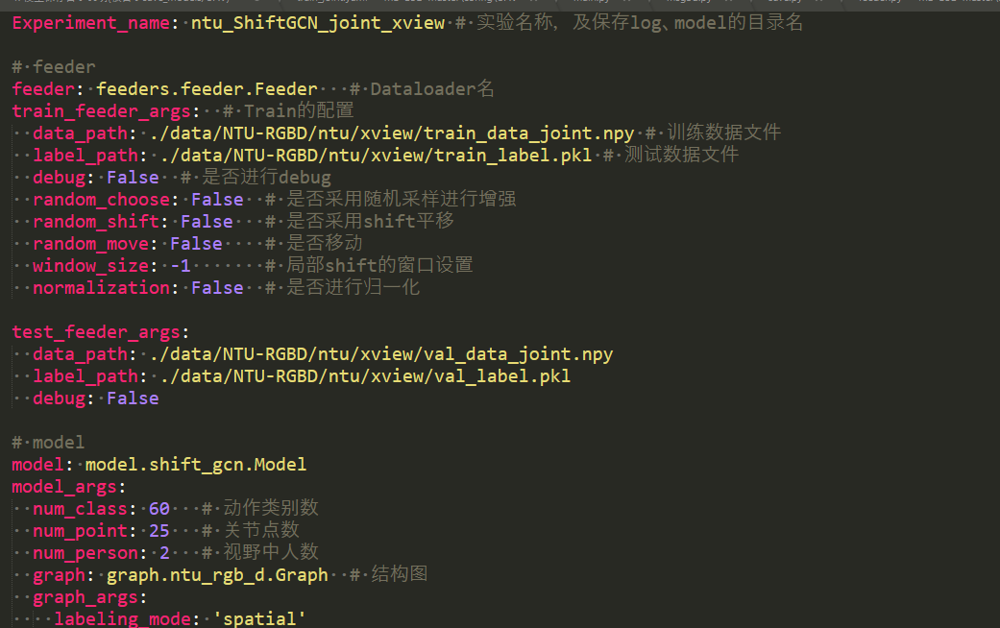 Experiment_name: ntu_ShiftGCN_joint_xview # 实验名称, 及保存log、model的目录名
# feeder
feeder: feeders.feeder.Feeder # Dataloader名
train_feeder_args: # Train的配置
data_path: ./data/NTU-RGBD/ntu/xview/train_data_joint.npy # 训练数据文件
label_path: ./data/NTU-RGBD/ntu/xview/train_label.pkl # 测试数据文件
debug: False # 是否进行debug
random_choose: False # 是否采用随机采样进行增强
random_shift: False # 是否采用shift平移
random_move: False # 是否移动
window_size: -1 # 局部shift的窗口设置
normalization: False # 是否进行归一化
test_feeder_args:
data_path: ./data/NTU-RGBD/ntu/xview/val_data_joint.npy
label_path: ./data/NTU-RGBD/ntu/xview/val_label.pkl
debug: False
# model
model: model.shift_gcn.Model
model_args:
num_class: 60 # 动作类别数
num_point: 25 # 关节点数
num_person: 2 # 视野中人数
graph: graph.ntu_rgb_d.Graph # 结构图
graph_args:
labeling_mode: 'spatial'